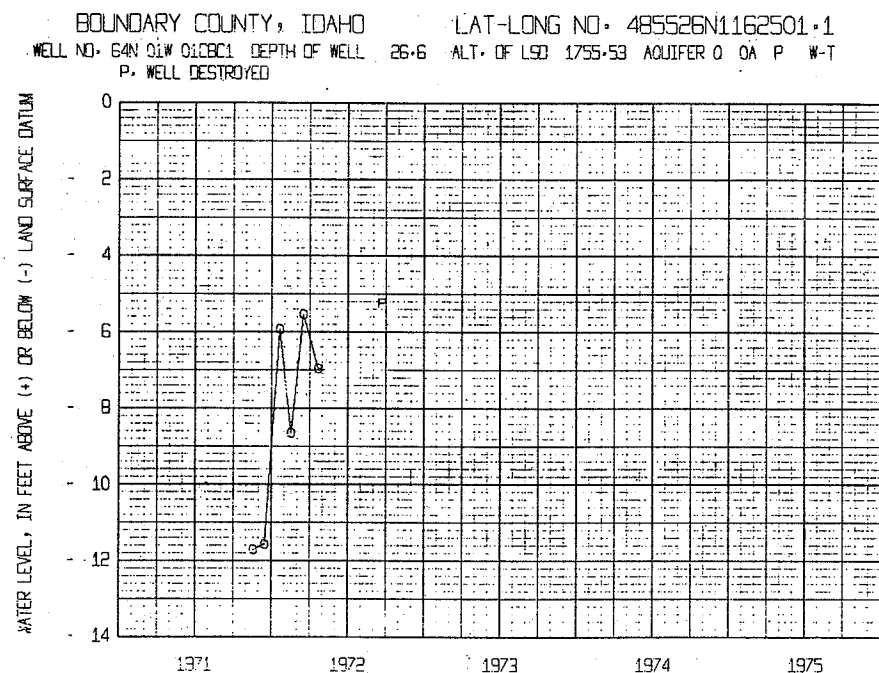 BOUNDARY COUNTY, IDAHO LAT-LONG NO. 485526N1162501.1
WELL NO. 64N 01W 01CBC1 DEPTH OF WELL 26.6 ALT. OF LSD 1755.53 AQUIFER Q OA P W-T
P. WELL DESTROYED
WATER LEVEL, IN FEET ABOVE (+) OR BELOW (-) LAND SURFACE DATUM
0
- 2
- 4
- 6
- 8
- 10
- 12
- 14
P
1971 1972 1973 1974 1975